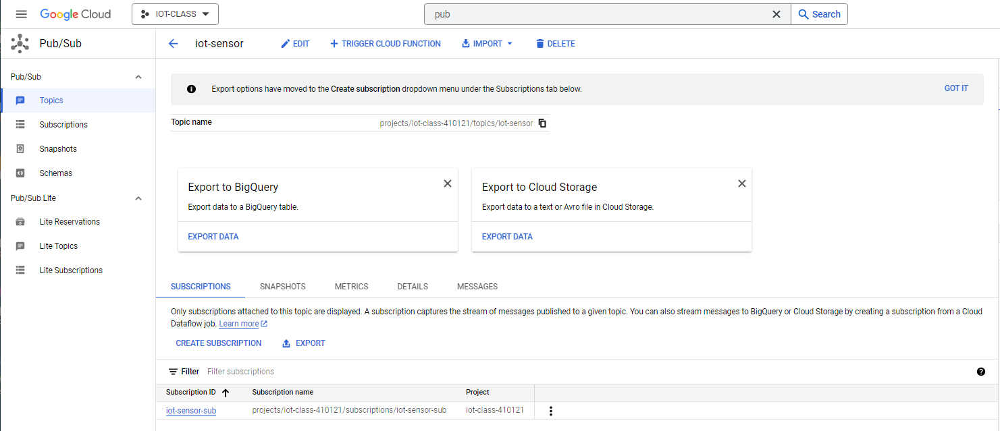 Google Cloud
IOT-CLASS
pub
Search
Pub/Sub
iot-sensor
EDIT
TRIGGER CLOUD FUNCTION
IMPORT
DELETE
Pub/Sub
Topics
Subscriptions
Snapshots
Schemas
Pub/Sub Lite
Lite Reservations
Lite Topics
Lite Subscriptions
Export options have moved to the Create subscription dropdown menu under the Subscriptions tab below.
GOT IT
Topic name
projects/iot-class-410121/topics/iot-sensor
Export to BigQuery
Export data to a BigQuery table.
EXPORT DATA
Export to Cloud Storage
Export data to a text or Avro file in Cloud Storage.
EXPORT DATA
SUBSCRIPTIONS
SNAPSHOTS
METRICS
DETAILS
MESSAGES
Only subscriptions attached to this topic are displayed. A subscription captures the stream of messages published to a given topic. You can also stream messages to BigQuery or Cloud Storage by creating a subscription from a Cloud
Dataflow job. Learn more
CREATE SUBSCRIPTION
EXPORT
Filter Filter subscriptions
Subscription ID Subscription name Project
iot-sensor-sub projects/iot-class-410121/subscriptions/iot-sensor-sub iot-class-410121